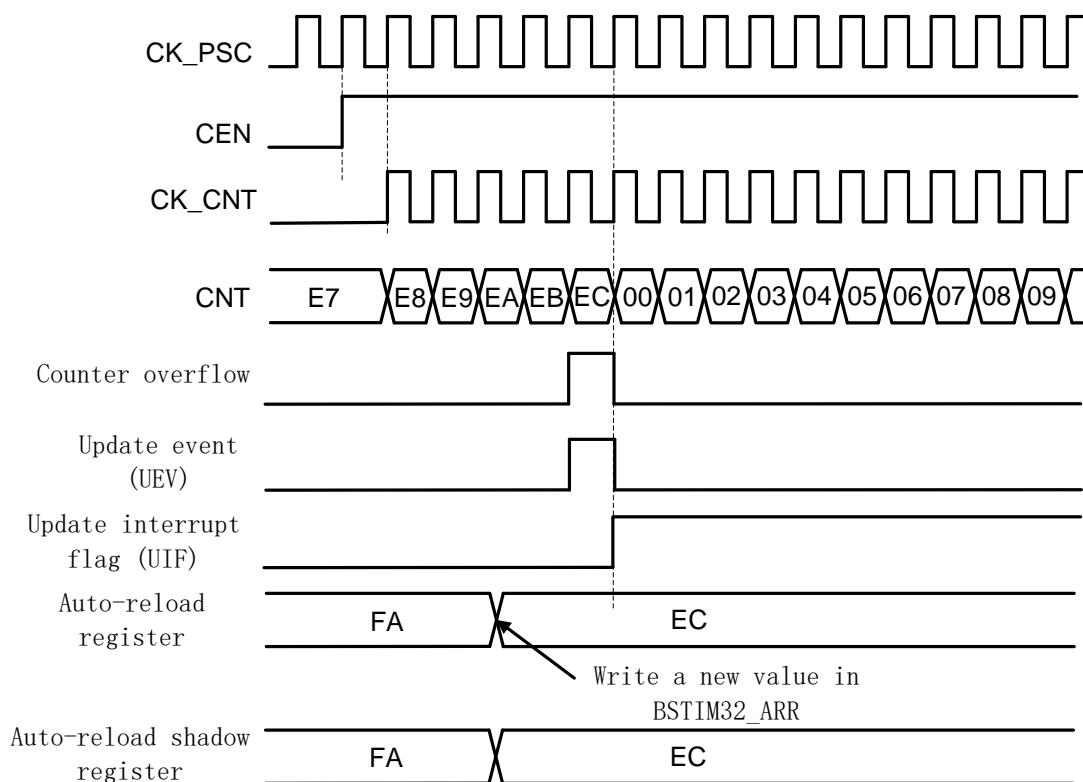 CK_PSC
CEN
CK_CNT
CNT E7 E8 E9 EA EB EC 00 01 02 03 04 05 06 07 08 09
Counter overflow
Update event
(UEV)
Update interrupt
flag (UIF)
Auto-reload
register
FA EC
Write a new value in
BSTIM32_ARR
Auto-reload shadow
register
FA EC